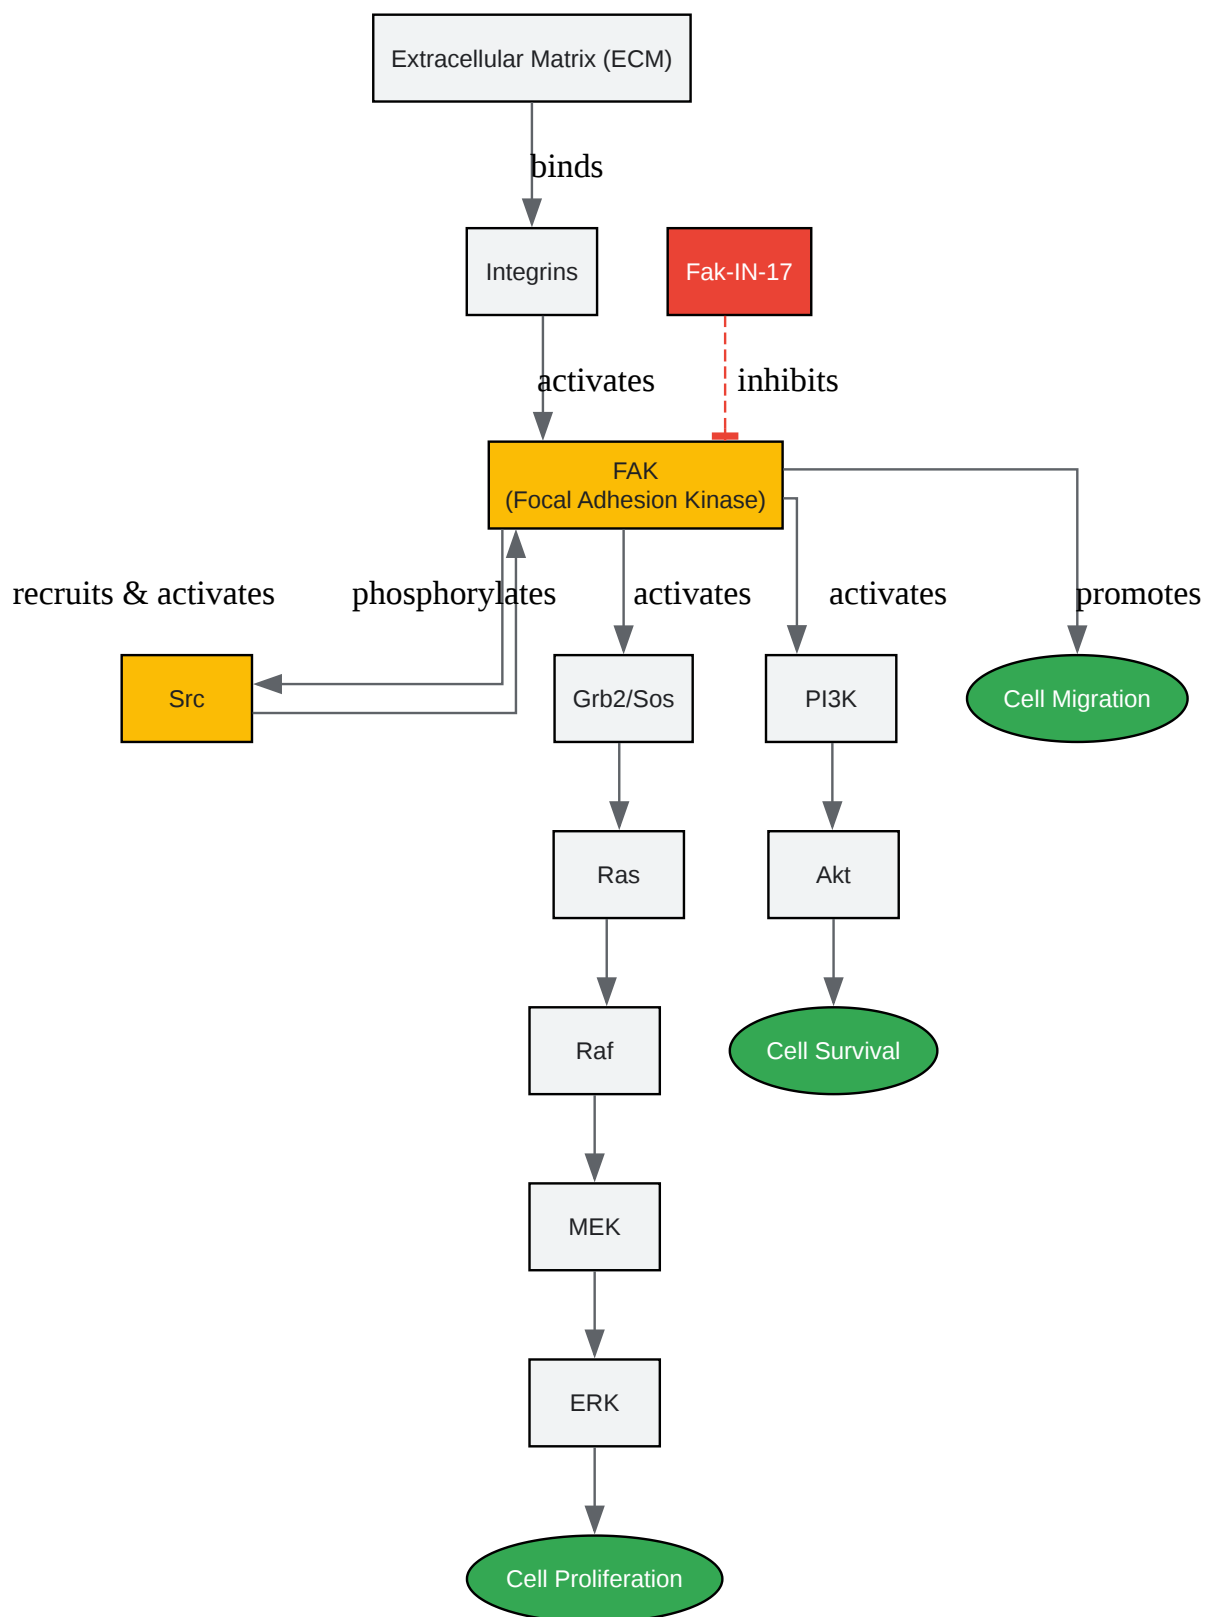 Extracellular Matrix (ECM)
binds
Integrins
Fak-IN-17
activates
inhibits
FAK
(Focal Adhesion Kinase)
recruits & activates
phosphorylates
activates
activates
promotes
Src
Grb2/Sos
PI3K
Cell Migration
Ras
Akt
Raf
Cell Survival
MEK
ERK
Cell Proliferation